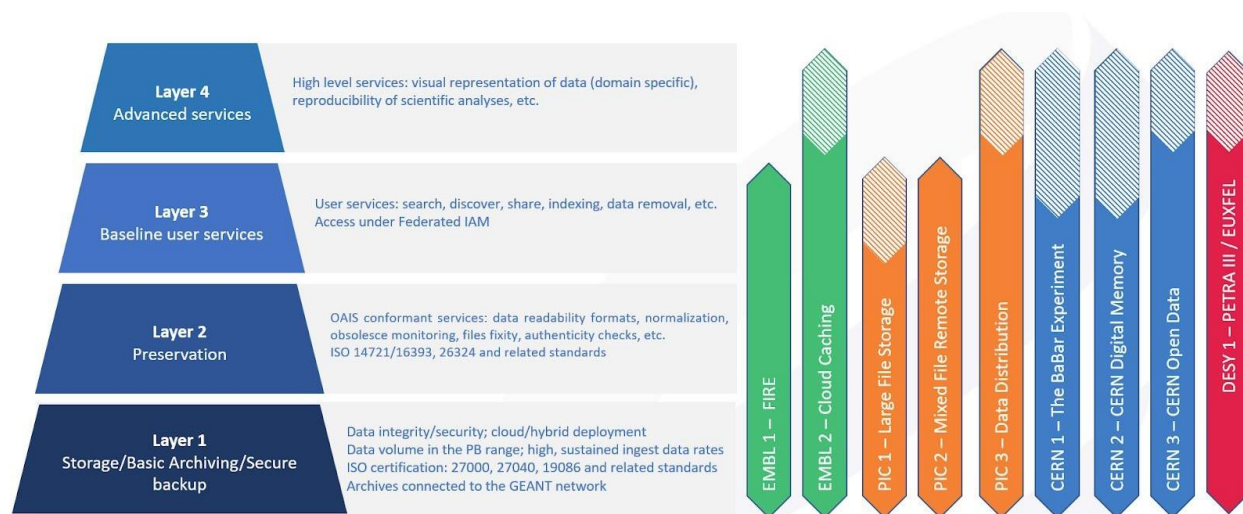 Layer 4
Advanced services
High level services: visual representation of data (domain specific),
reproducibility of scientific analyses, etc.
Layer 3
Baseline user services
User services: search, discover, share, indexing, data removal, etc.
Access under Federated IAM
Layer 2
Preservation
OAIS conformant services: data readability formats, normalization,
obsolesce monitoring, files fixity, authenticity checks, etc.
ISO 14721/16393, 26324 and related standards
Layer 1
Storage/Basic Archiving/Secure
backup
Data integrity/security; cloud/hybrid deployment
Data volume in the PB range; high, sustained ingest data rates
ISO certification: 27000, 27040, 19086 and related standards
Archives connected to the GEANT network
EMBL 1 – FIRE
EMBL 2 – Cloud Caching
PIC 1 – Large File Storage
PIC 2 – Mixed File Remote Storage
PIC 3 – Data Distribution
CERN 1 – The BaBar Experiment
CERN 2 – CERN Digital Memory
CERN 3 – CERN Open Data
DESY 1 – PETRA III / EUXFEL